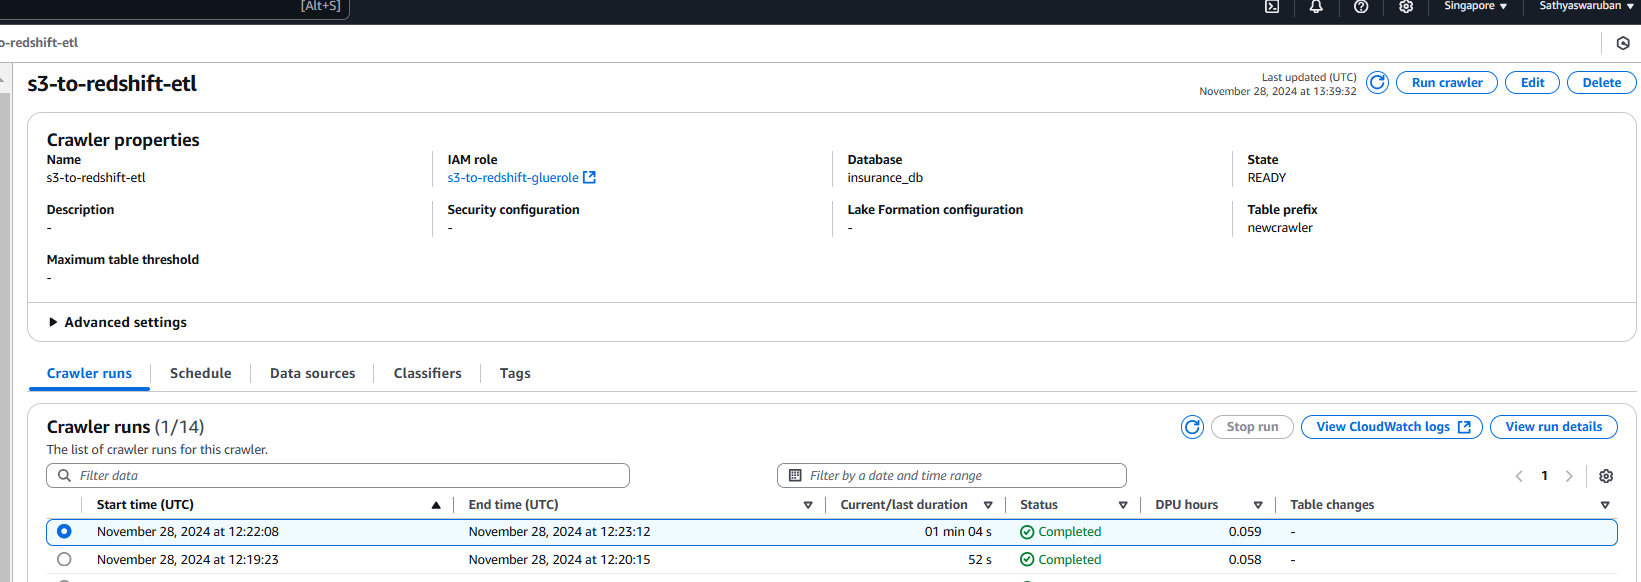 [Alt+S]
Singapore
Sathyaswaruban
o-redshift-etl
s3-to-redshift-etl
Last updated (UTC)
November 28, 2024 at 13:39:32
Run crawler
Edit
Delete
Crawler properties
Name
s3-to-redshift-etl
IAM role
s3-to-redshift-gluerole
Database
insurance_db
State
READY
Description
-
Security configuration
-
Lake Formation configuration
-
Table prefix
newcrawler
Maximum table threshold
-
Advanced settings
Crawler runs
Schedule
Data sources
Classifiers
Tags
Crawler runs (1/14)
The list of crawler runs for this crawler.
Stop run
View CloudWatch logs
View run details
Filter data
Filter by a date and time range
1
Start time (UTC) End time (UTC) Current/last duration Status DPU hours Table changes
November 28, 2024 at 12:22:08 November 28, 2024 at 12:23:12 01 min 04 s Completed 0.059 -
November 28, 2024 at 12:19:23 November 28, 2024 at 12:20:15 52 s Completed 0.058 -